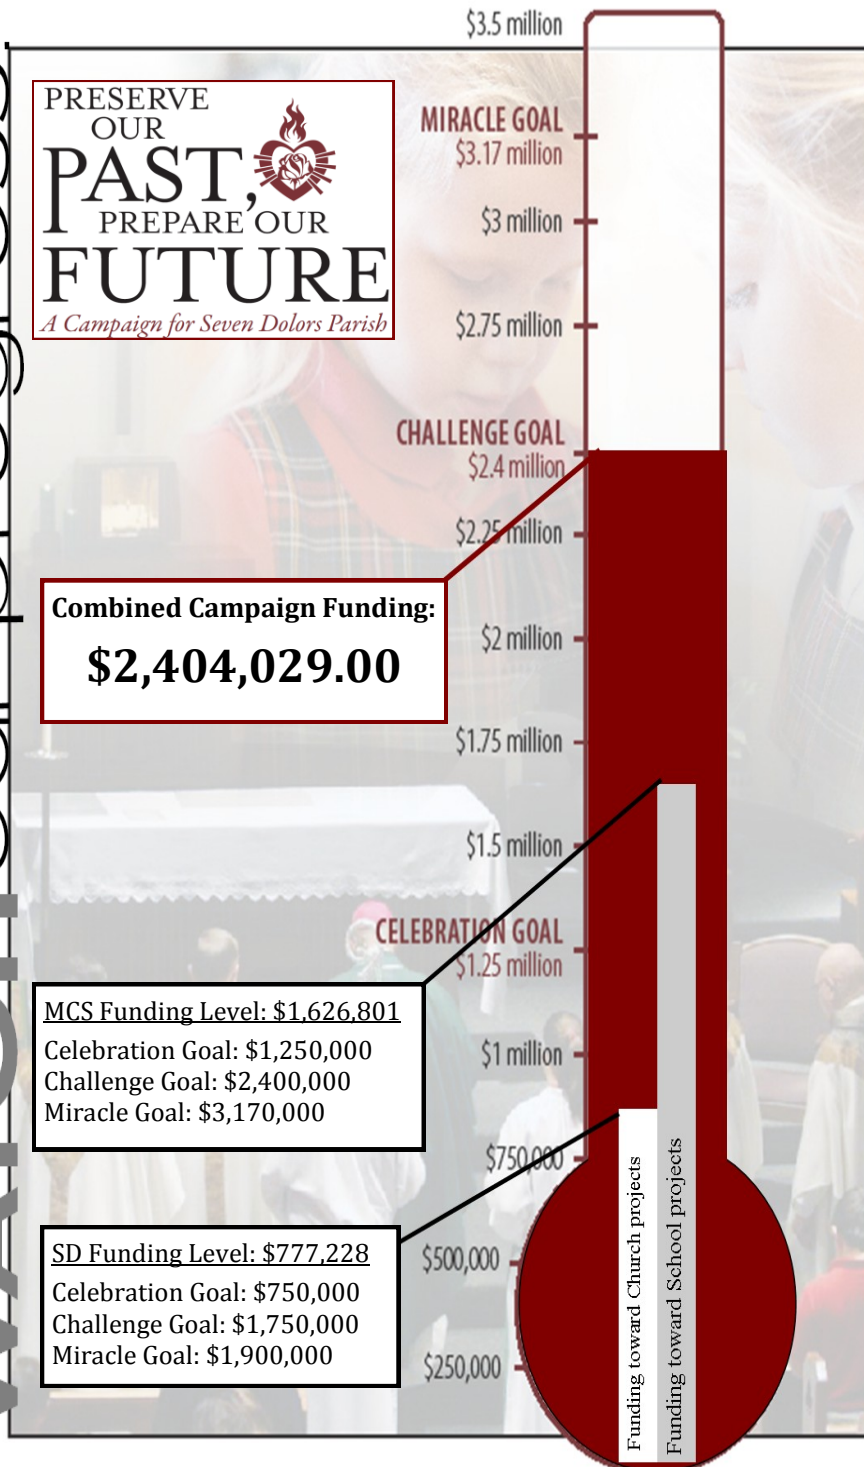 $3.5 million
PRESERVE
OUR
PAST,
PREPARE OUR
FUTURE
A Campaign for Seven Dolors Parish
MIRACLE GOAL
$3.17 million
$3 million
$2.75 million
CHALLENGE GOAL
$2.4 million
$2.25 million
Combined Campaign Funding:
$2,404,029.00
$2 million
$1.75 million
$1.5 million
CELEBRATION GOAL
$1.25 million
MCS Funding Level: $1,626,801
Celebration Goal: $1,250,000
Challenge Goal: $2,400,000
Miracle Goal: $3,170,000
$1 million
$750,000
SD Funding Level: $777,228
Celebration Goal: $750,000
Challenge Goal: $1,750,000
Miracle Goal: $1,900,000
$500,000
$250,000
Funding toward Church projects
Funding toward School projects